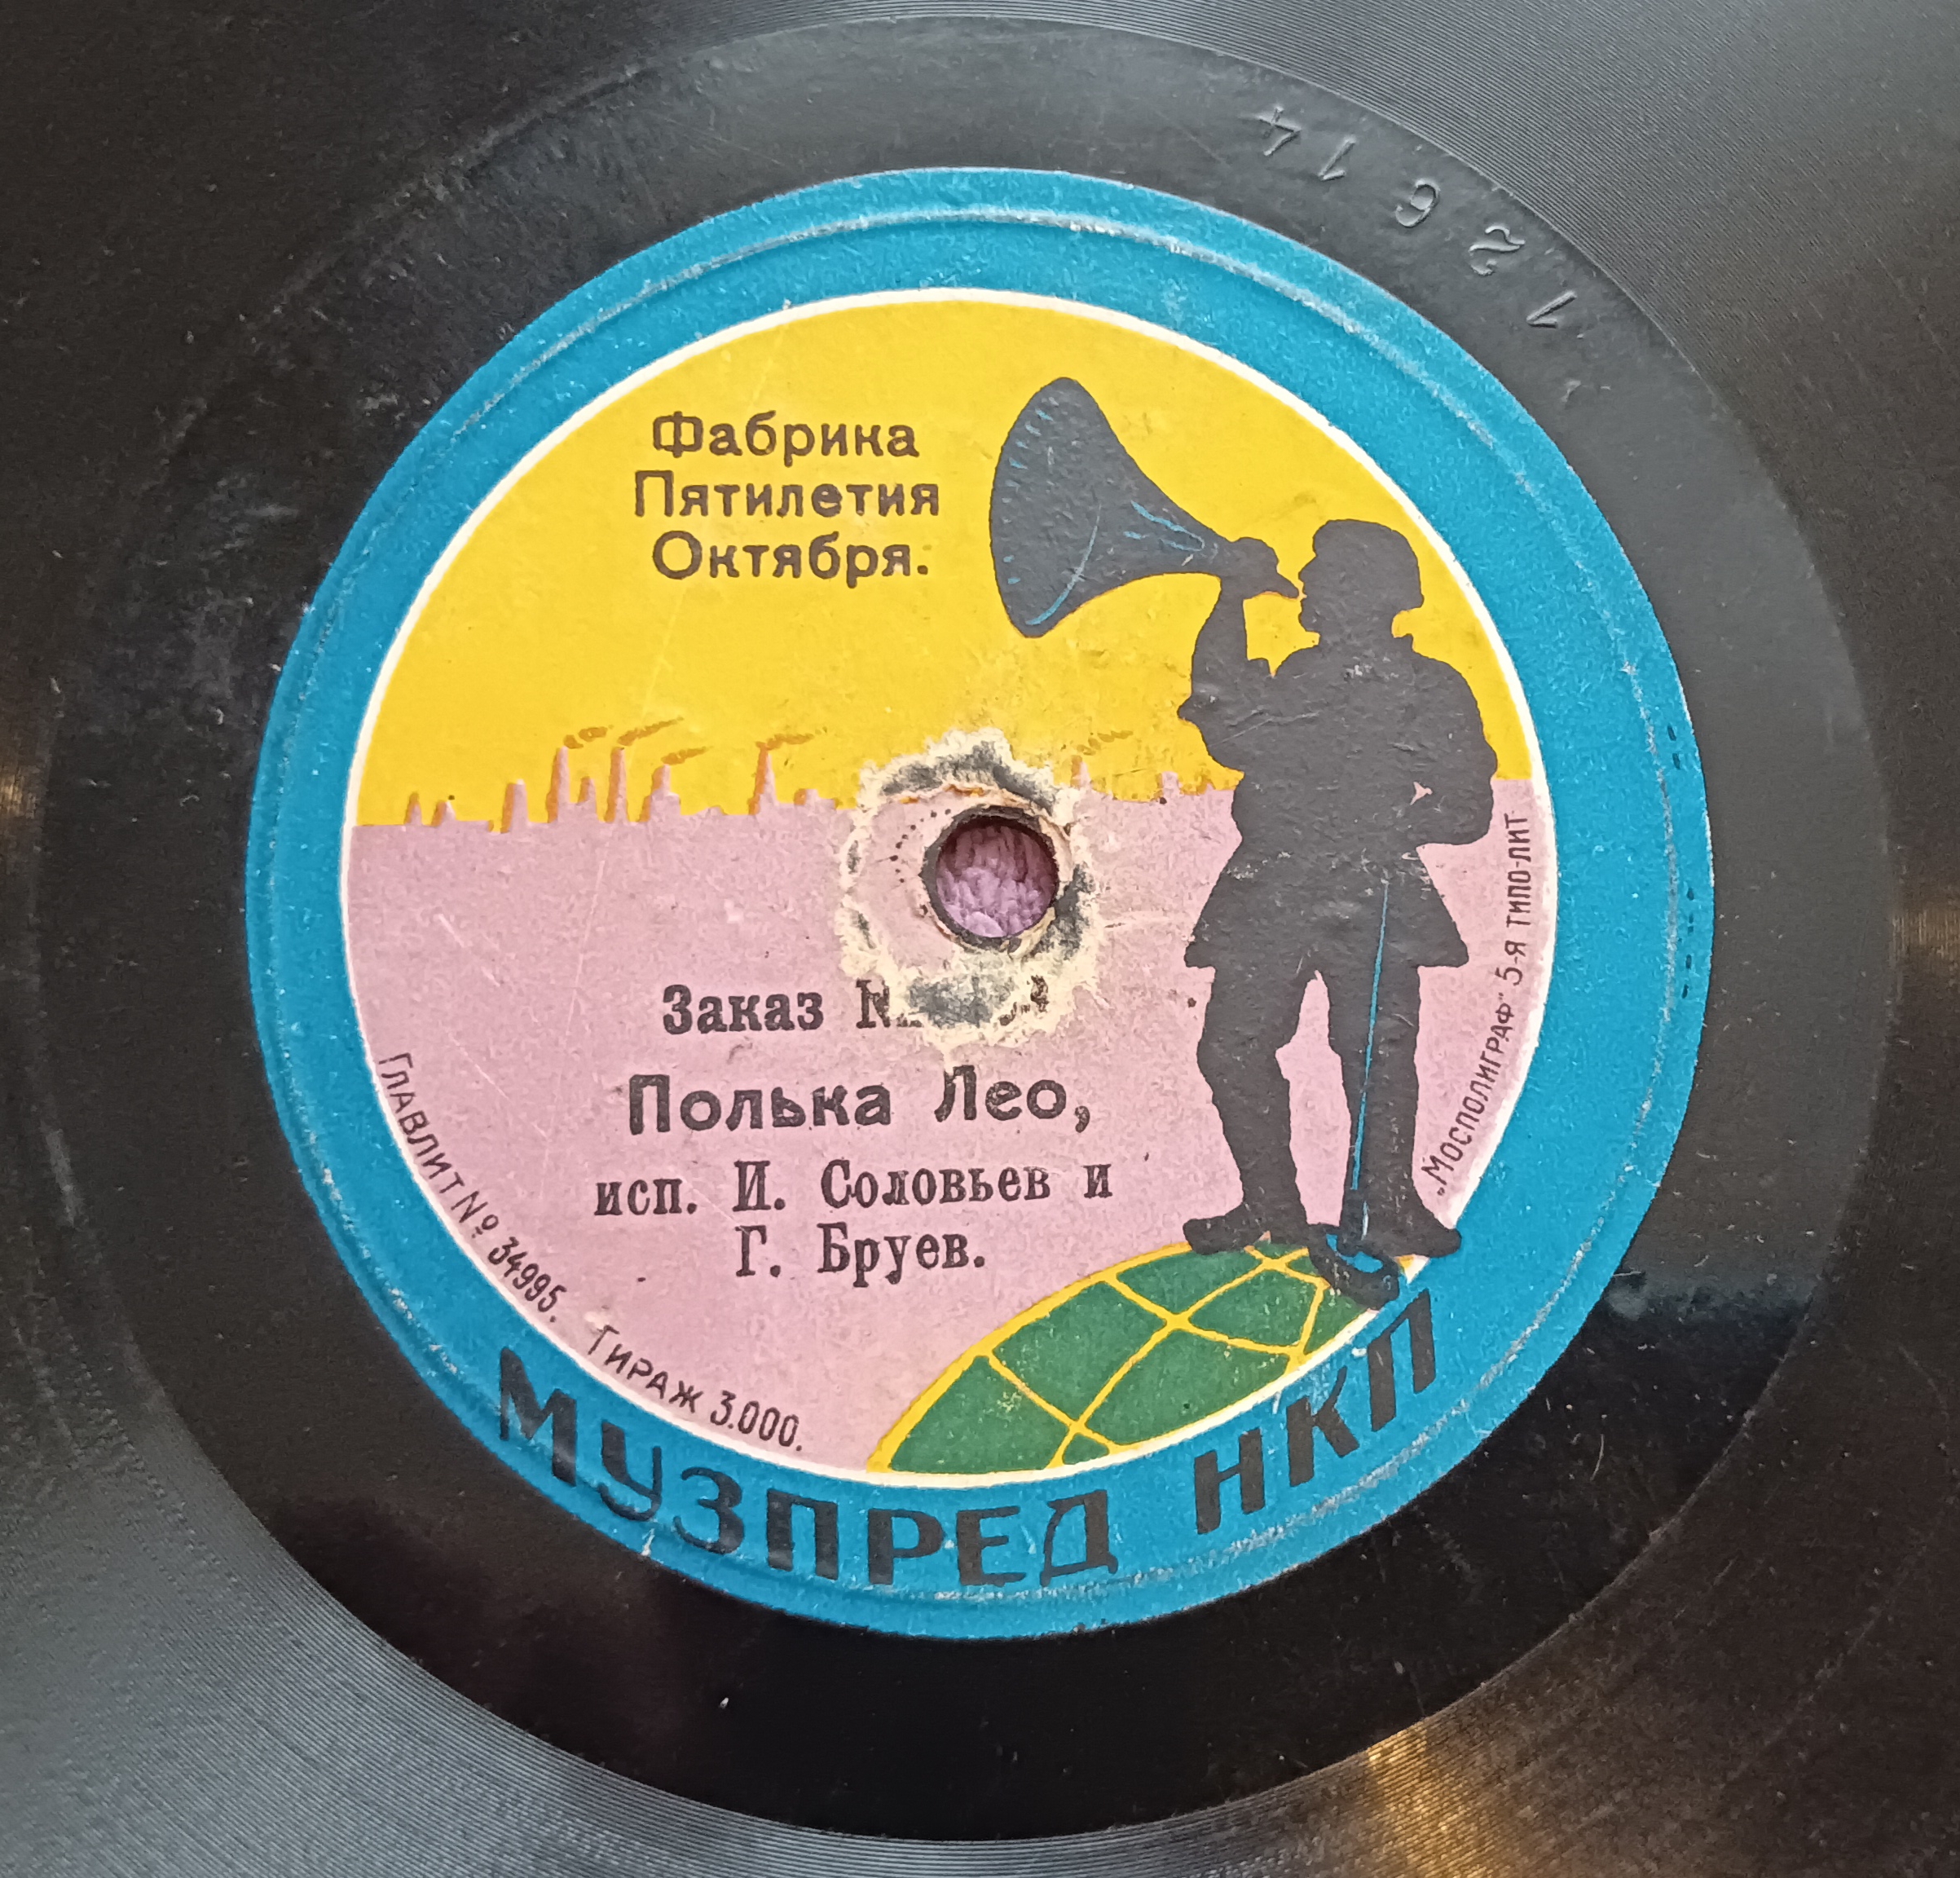 Фабрика
Пятилетия
Октября.
Заказ
Полька Лео,
исп. И. Соловьев и
Г. Бруев.
ГЛАВЛИТ № 34995. ТИРАЖ 3.000.
„МОСПОЛИГРАФ" 5-Я ТИПО-ЛИТ
МУЗПРЕД НКП
12614